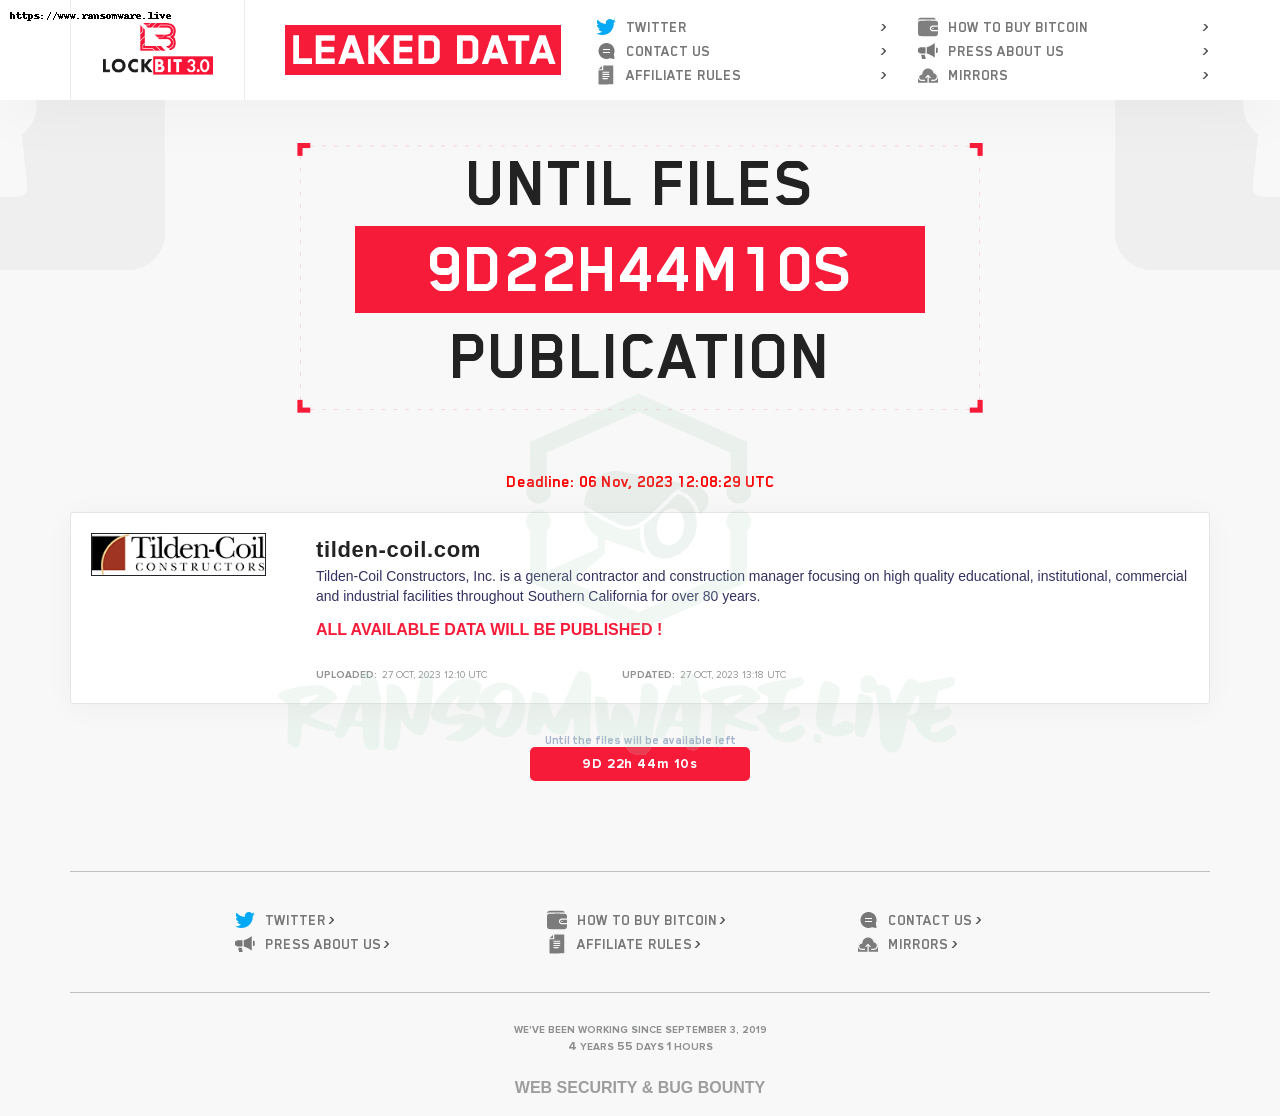 https://www.ransomware.live
LOCKBIT 3.0
LEAKED DATA
TWITTER
CONTACT US
AFFILIATE RULES
HOW TO BUY BITCOIN
PRESS ABOUT US
MIRRORS
UNTIL FILES
9D22H44M10S
PUBLICATION
Deadline: 06 Nov, 2023 12:08:29 UTC
Tilden-Coil
CONSTRUCTORS
tilden-coil.com
Tilden-Coil Constructors, Inc. is a general contractor and construction manager focusing on high quality educational, institutional, commercial
and industrial facilities throughout Southern California for over 80 years.
ALL AVAILABLE DATA WILL BE PUBLISHED !
UPLOADED: 27 OCT, 2023 12:10 UTC
UPDATED: 27 OCT, 2023 13:18 UTC
RANSOMWARE.LIVE
Until the files will be available left
9D 22h 44m 10s
TWITTER
HOW TO BUY BITCOIN
CONTACT US
PRESS ABOUT US
AFFILIATE RULES
MIRRORS
WE'VE BEEN WORKING SINCE SEPTEMBER 3, 2019
4 YEARS 55 DAYS 1 HOURS
WEB SECURITY & BUG BOUNTY